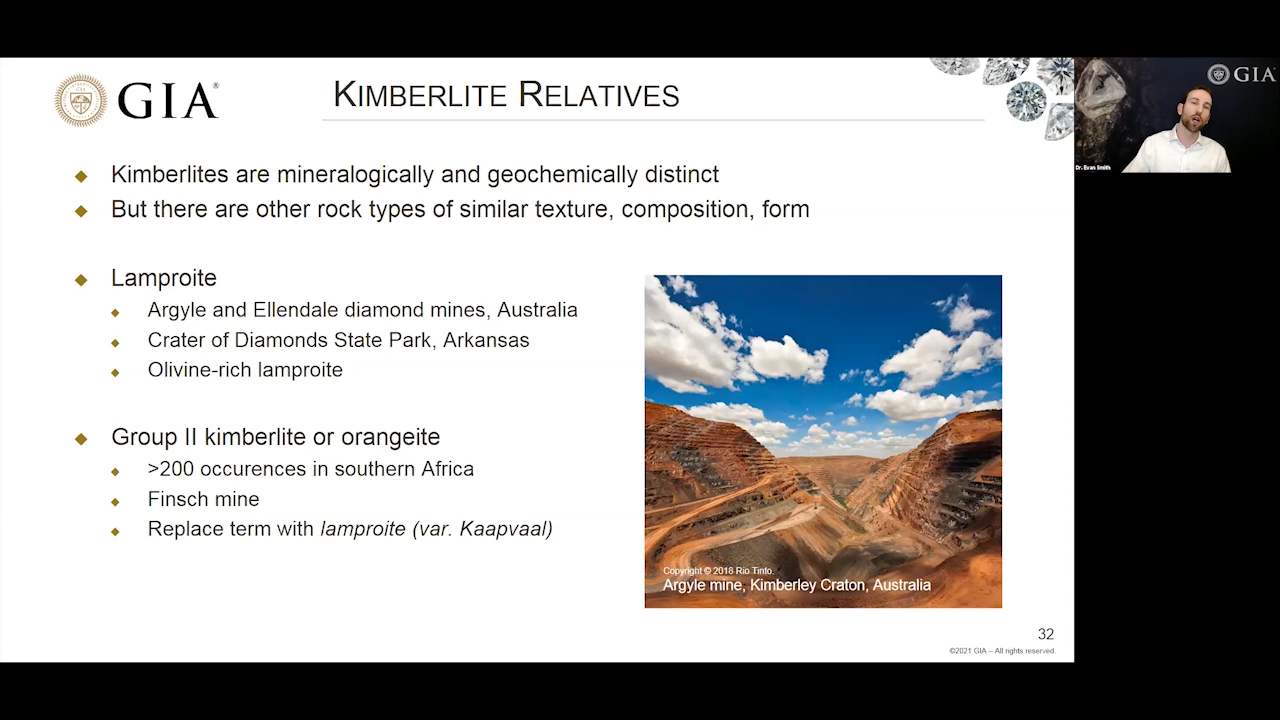 GIA®
KIMBERLITE RELATIVES
GIA
Dr. Evan Smith
Kimberlites are mineralogically and geochemically distinct
But there are other rock types of similar texture, composition, form
Lamproite
Argyle and Ellendale diamond mines, Australia
Crater of Diamonds State Park, Arkansas
Olivine-rich lamproite
Group II kimberlite or orangeite
>200 occurences in southern Africa
Finsch mine
Replace term with lamproite (var. Kaapvaal)
Copyright © 2018 Rio Tinto.
Argyle mine, Kimberley Craton, Australia
32
©2021 GIA – All rights reserved.